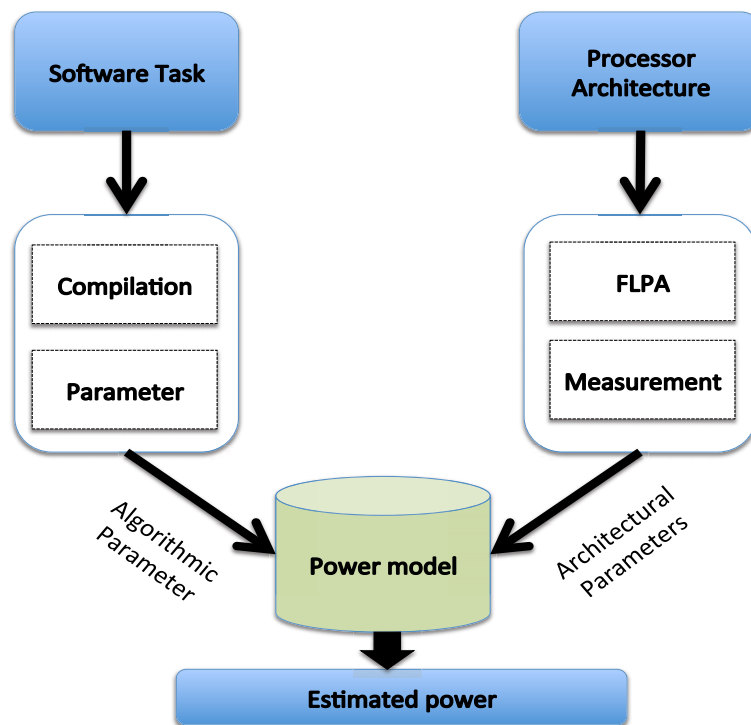 Software Task
Processor
Architecture
Compilation
Parameter
FLPA
Measurement
Algorithmic
Parameter
Architectural
Parameters
Power model
Estimated power